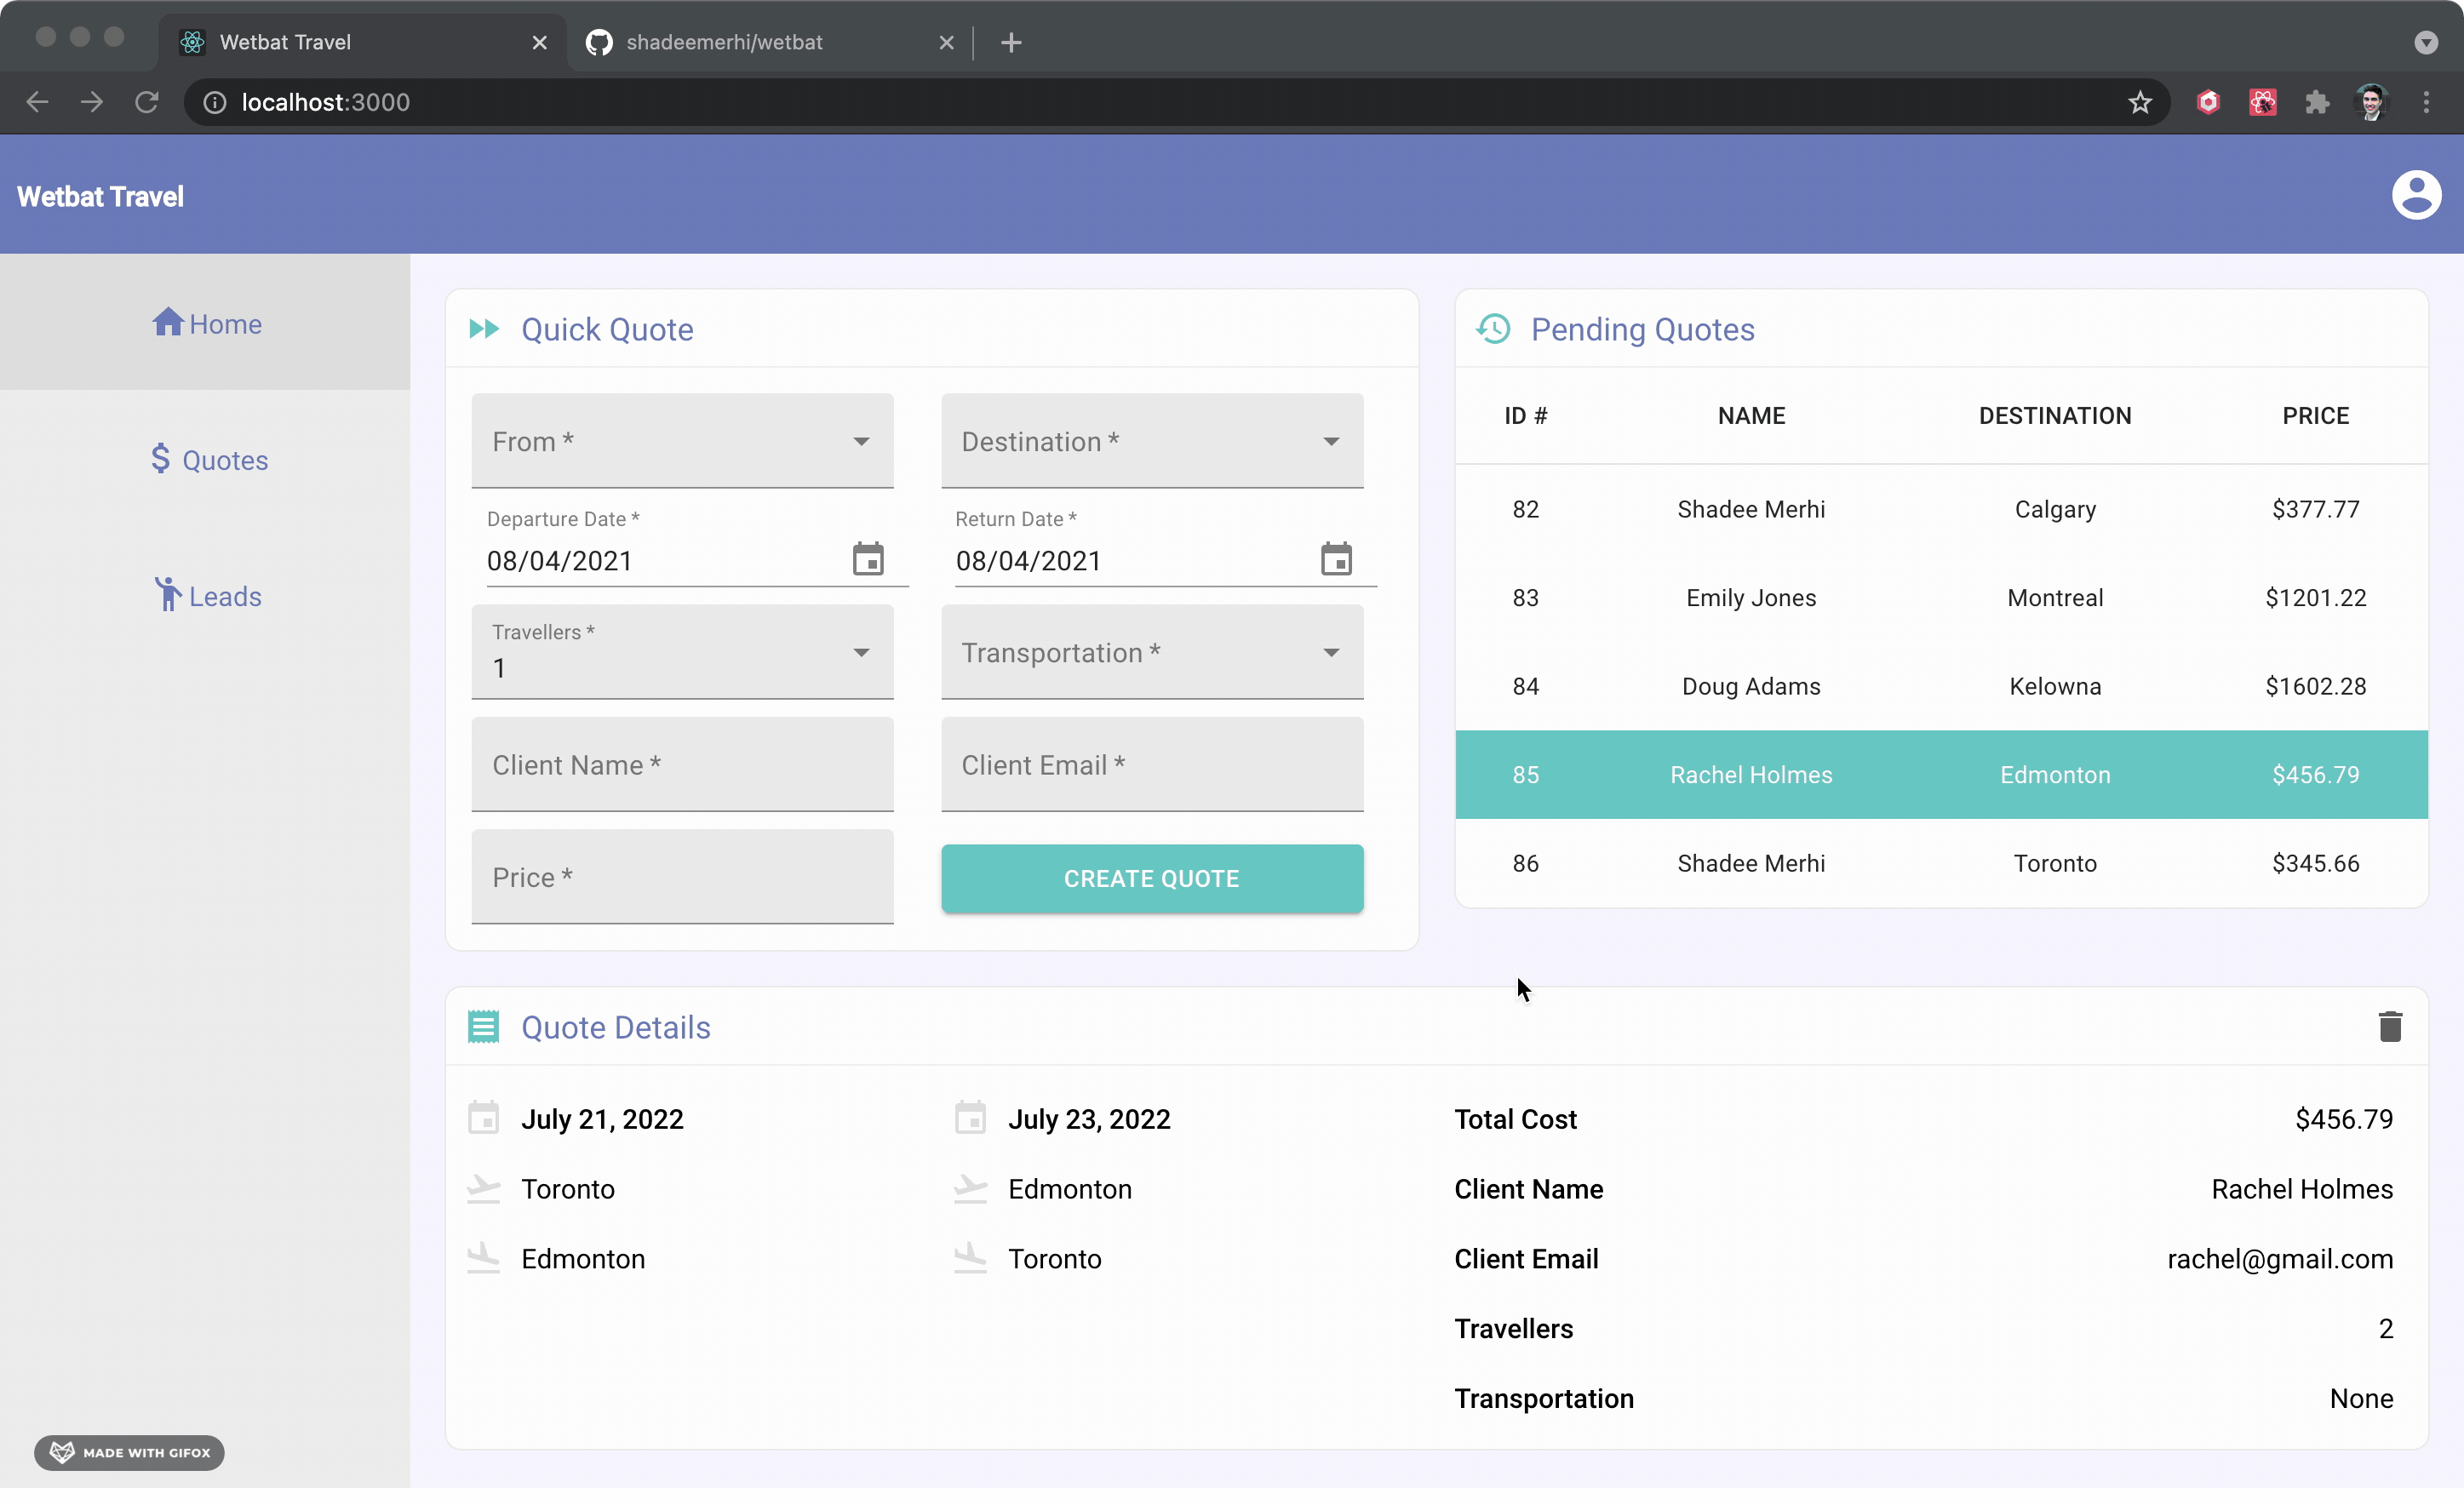 Wetbat Travel
shadeemerhi/wetbat
localhost:3000
Wetbat Travel
Home
Quotes
Leads
Quick Quote
From *
Destination *
Departure Date *
Return Date *
08/04/2021
08/04/2021
Travellers *
1
Transportation *
Client Name *
Client Email *
Price *
CREATE QUOTE
Pending Quotes
ID # NAME DESTINATION PRICE
82 Shadee Merhi Calgary $377.77
83 Emily Jones Montreal $1201.22
84 Doug Adams Kelowna $1602.28
85 Rachel Holmes Edmonton $456.79
86 Shadee Merhi Toronto $345.66
Quote Details
July 21, 2022
Toronto
Edmonton
July 23, 2022
Edmonton
Toronto
Total Cost $456.79
Client Name Rachel Holmes
Client Email rachel@gmail.com
Travellers 2
Transportation None
MADE WITH GIFOX